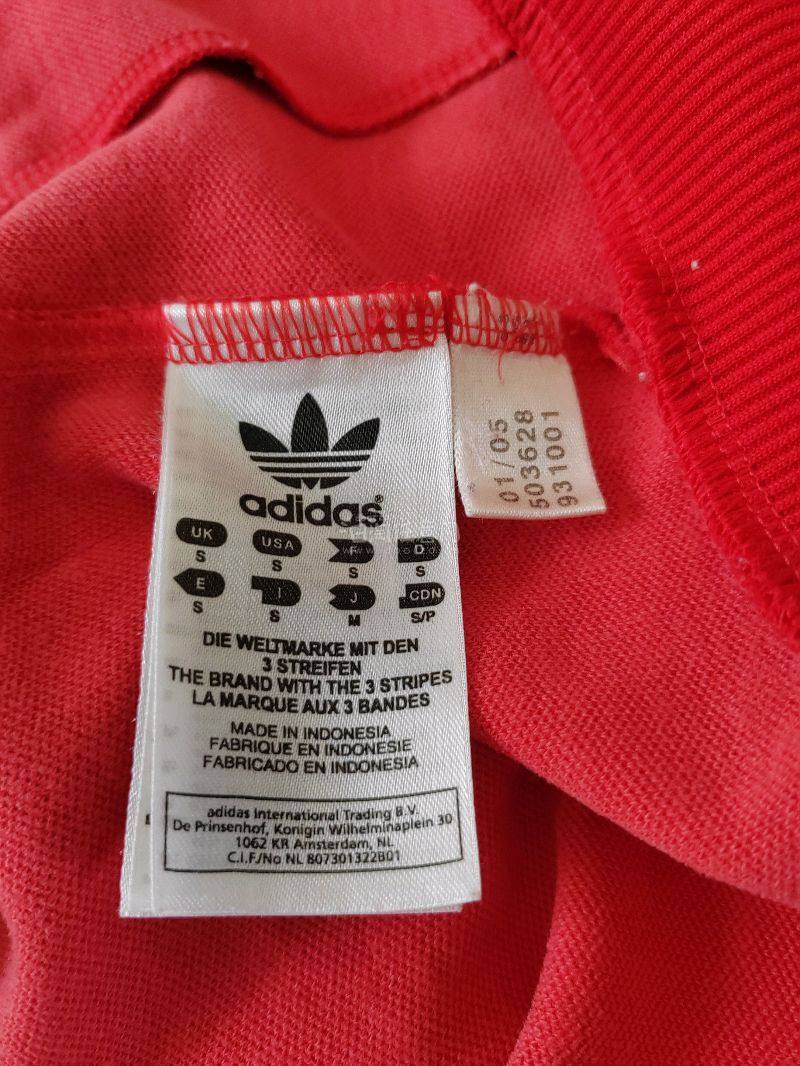 adidas®
UK USA F D
S S S S
E I J CDN
S S M S/P
DIE WELTMARKE MIT DEN
3 STREIFEN
THE BRAND WITH THE 3 STRIPES
LA MARQUE AUX 3 BANDES
MADE IN INDONESIA
FABRIQUE EN INDONESIE
FABRICADO EN INDONESIA
adidas International Trading B.V.
De Prinsenhof, Konigin Wilhelminaplein 30
1062 KR Amsterdam, NL
C.I.F./No NL 807301322B01
01/05
503628
931001